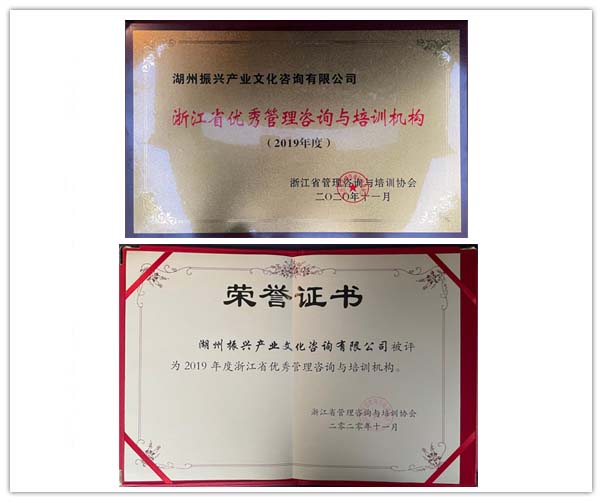 湖州振兴产业文化咨询有限公司
浙江省优秀管理咨询与培训机构
（2019年度）
浙江省管理咨询与培训协会
二〇二〇年十一月
荣誉证书
湖州振兴产业文化咨询有限公司被评
为2019年度浙江省优秀管理咨询与培训机构。
浙江省管理咨询与培训协会
二零二零年十一月